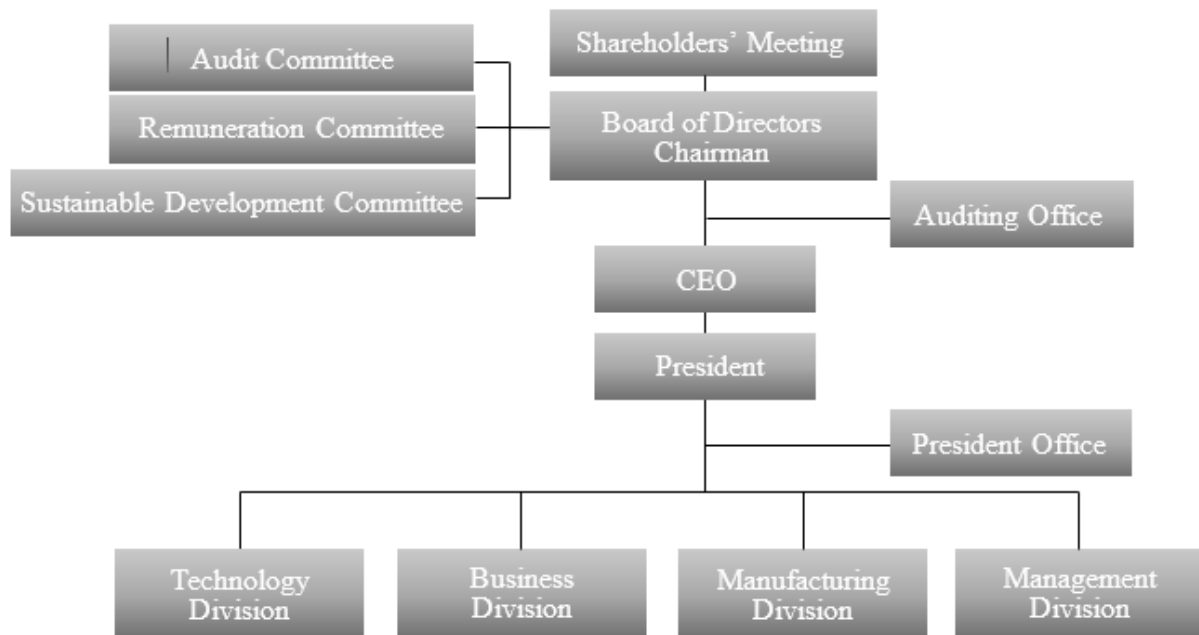 Shareholders’ Meeting
Audit Committee
Remuneration Committee
Sustainable Development Committee
Board of Directors
Chairman
Auditing Office
CEO
President
President Office
Technology
Division
Business
Division
Manufacturing
Division
Management
Division